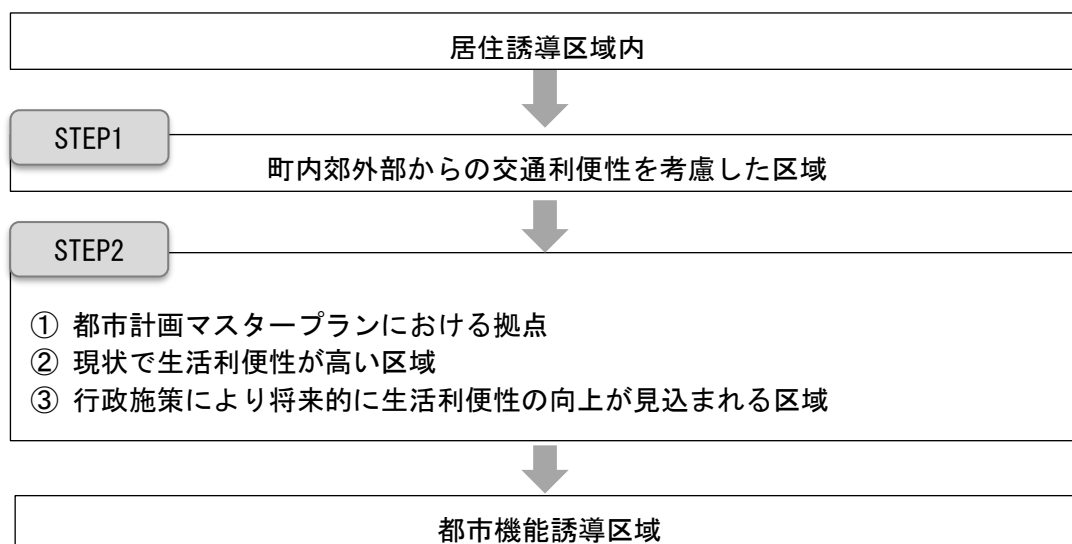 居住誘導区域内
STEP1
町内郊外部からの交通利便性を考慮した区域
STEP2
① 都市計画マスタープランにおける拠点
② 現状で生活利便性が高い区域
③ 行政施策により将来的に生活利便性の向上が見込まれる区域
都市機能誘導区域